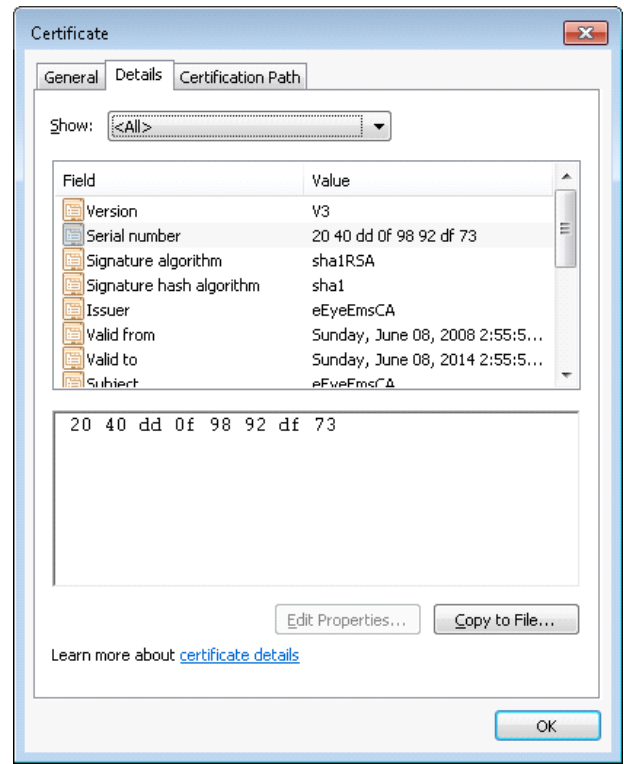 Certificate
General Details Certification Path
Show: <All>
Field Value
Version V3
Serial number 20 40 dd 0f 98 92 df 73
Signature algorithm sha1RSA
Signature hash algorithm sha1
Issuer eEyeEmsCA
Valid from Sunday, June 08, 2008 2:55:5...
Valid to Sunday, June 08, 2014 2:55:5...
Subject eEyeEmsCA
20 40 dd 0f 98 92 df 73
Edit Properties... Copy to File...
Learn more about certificate details
OK